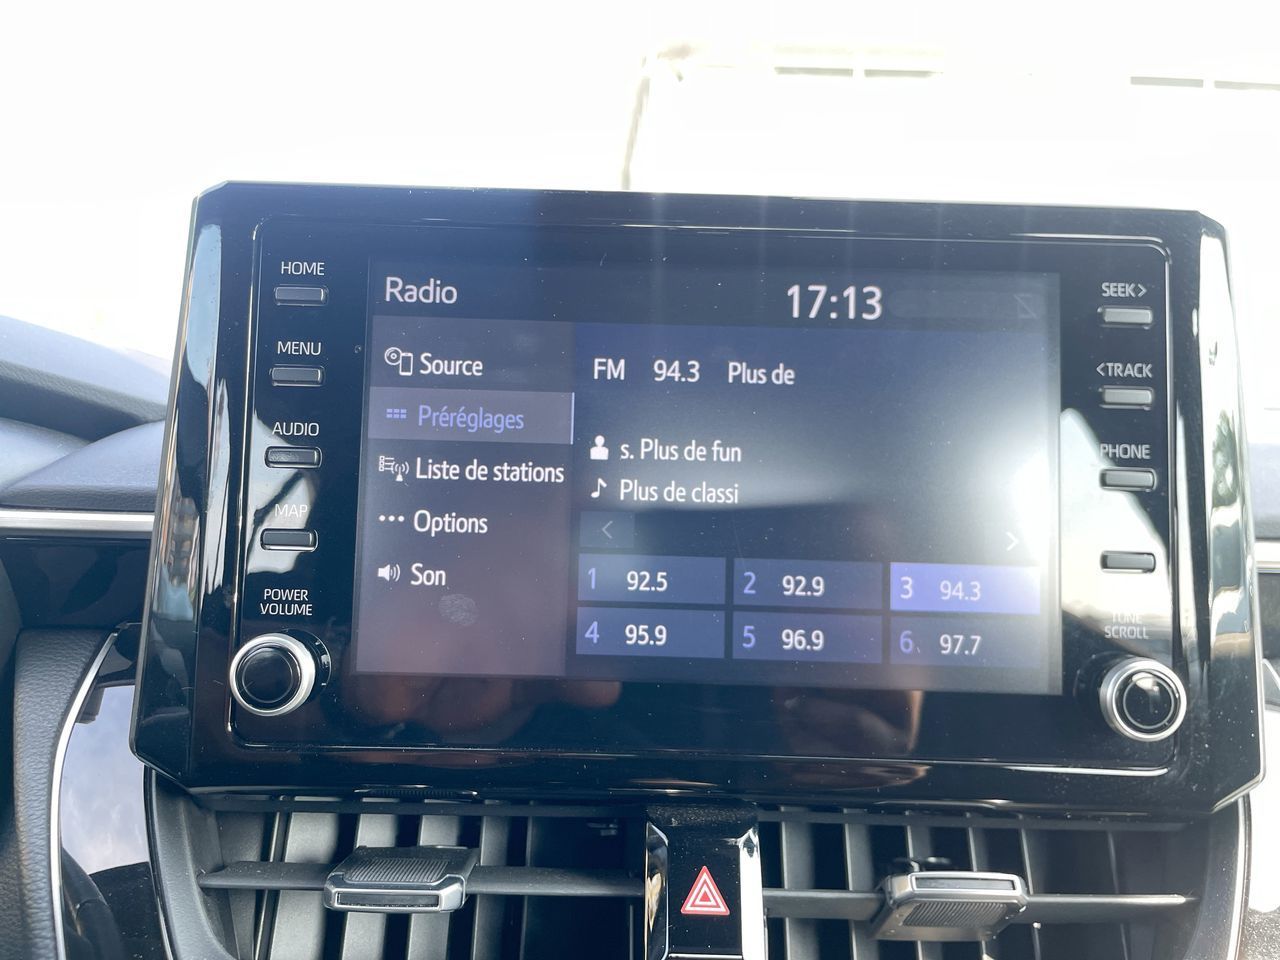 HOME
MENU
AUDIO
MAP
POWER
VOLUME
Radio
17:13
Source
Préréglages
Liste de stations
Options
Son
FM 94.3 Plus de
s. Plus de fun
Plus de classi
1 92.5
2 92.9
3 94.3
4 95.9
5 96.9
6 97.7
SEEK>
<TRACK
PHONE
TUNE
SCROLL